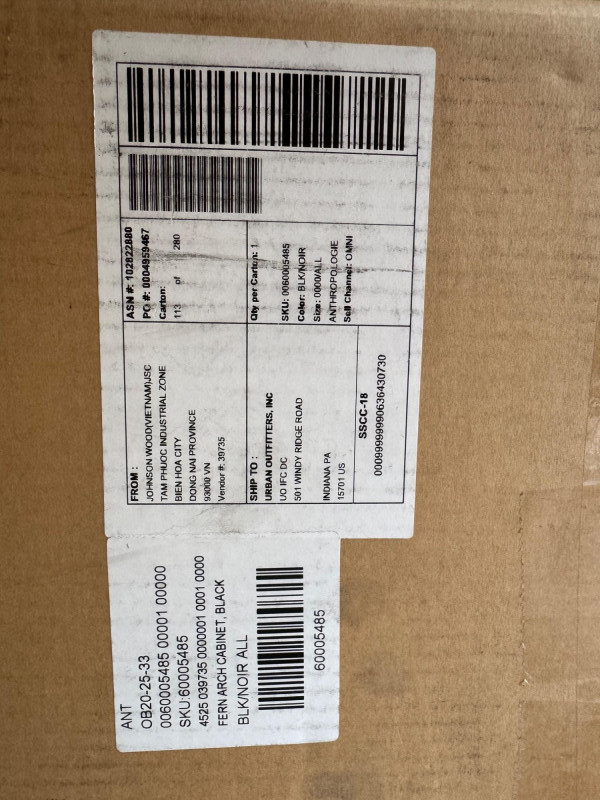 FROM :
JOHNSON WOOD(VIETNAM)JSC
TAM PHUOC INDUSTRIAL ZONE
BIEN HOA CITY
DONG NAI PROVINCE
93000 VN
Vendor #: 39735
ASN #: 102822880
PO #: 0004959467
Carton:
113 of 280
SHIP TO :
URBAN OUTFITTERS, INC
UO IFC DC
501 WINDY RIDGE ROAD
INDIANA PA
15701 US
Qty per Carton: 1
SKU: 0060005485
Color: BLK/NOIR
Size: 0000/ALL
ANTHROPOLOGIE
Sell Channel: OMNI
SSCC-18
00099999990636430730
ANT
OB20-25-33
0060005485 00001 00000
SKU:60005485
4525 039735 0000001 0001 0000
FERN ARCH CABINET, BLACK
BLK/NOIR ALL
60005485